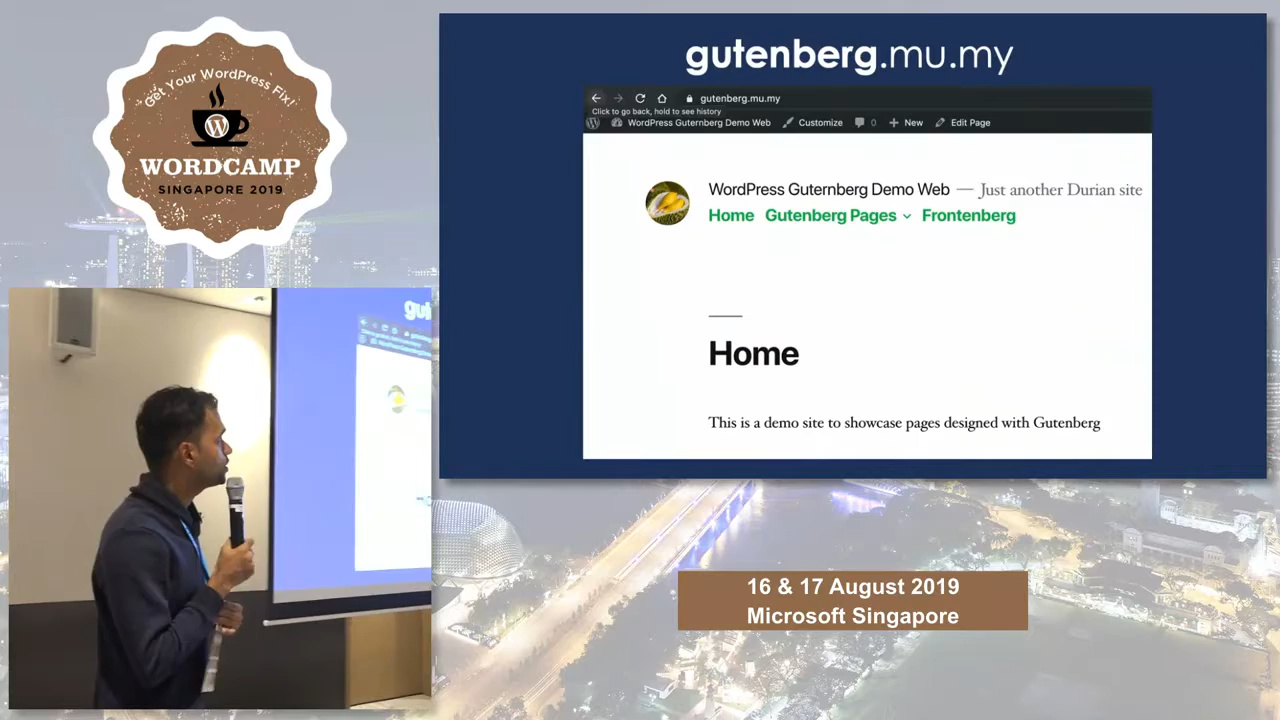 Get Your WordPress Fix!
WORDCAMP
SINGAPORE 2019
gutenberg.mu.my
gutenberg.mu.my
Click to go back, hold to see history
WordPress Guternberg Demo Web Customize 0 New Edit Page
WordPress Guternberg Demo Web — Just another Durian site
Home Gutenberg Pages Frontenberg
Home
This is a demo site to showcase pages designed with Gutenberg
gut
16 & 17 August 2019
Microsoft Singapore